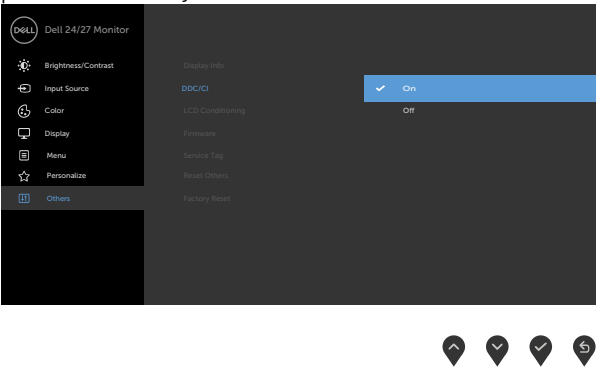 DELL Dell 24/27 Monitor
Brightness/Contrast
Display Info
Input Source
DDC/CI
On
Color
LCD Conditioning
Off
Display
Firmware
Menu
Service Tag
Personalize
Reset Others
Others
Factory Reset